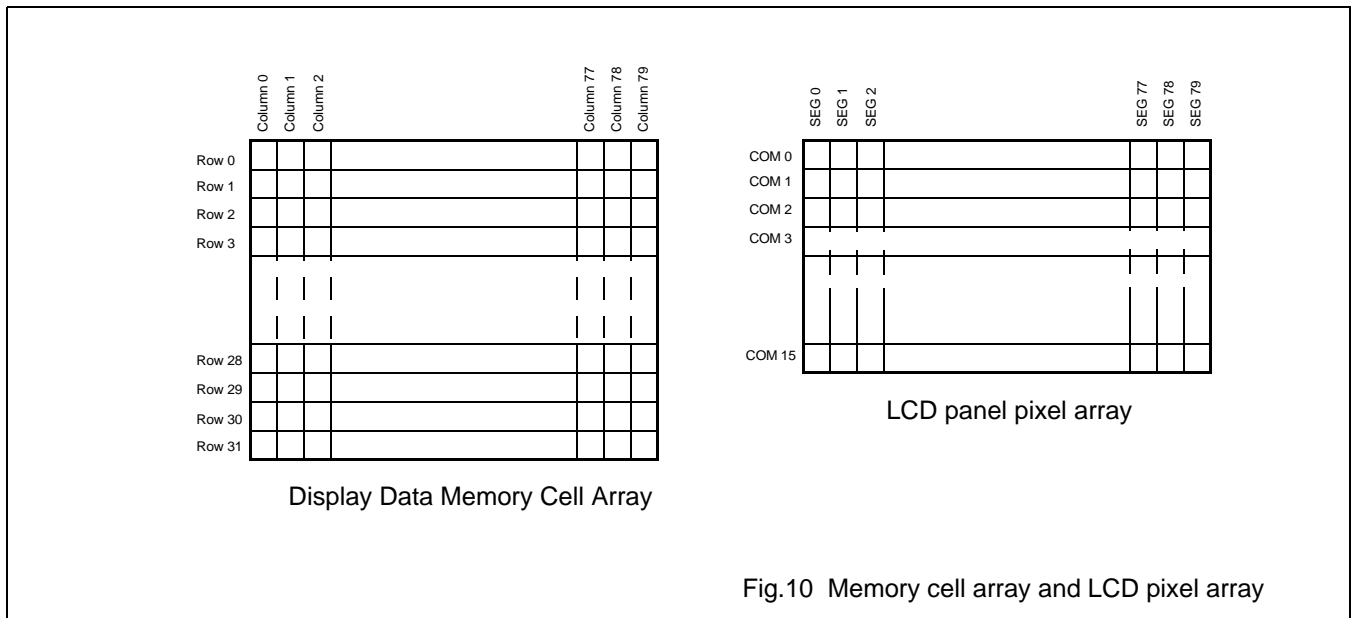 Column 0
Column 1
Column 2
Column 77
Column 78
Column 79
Row 0
Row 1
Row 2
Row 3
Row 28
Row 29
Row 30
Row 31
Display Data Memory Cell Array
SEG 0
SEG 1
SEG 2
SEG 77
SEG 78
SEG 79
COM 0
COM 1
COM 2
COM 3
COM 15
LCD panel pixel array
Fig.10 Memory cell array and LCD pixel array